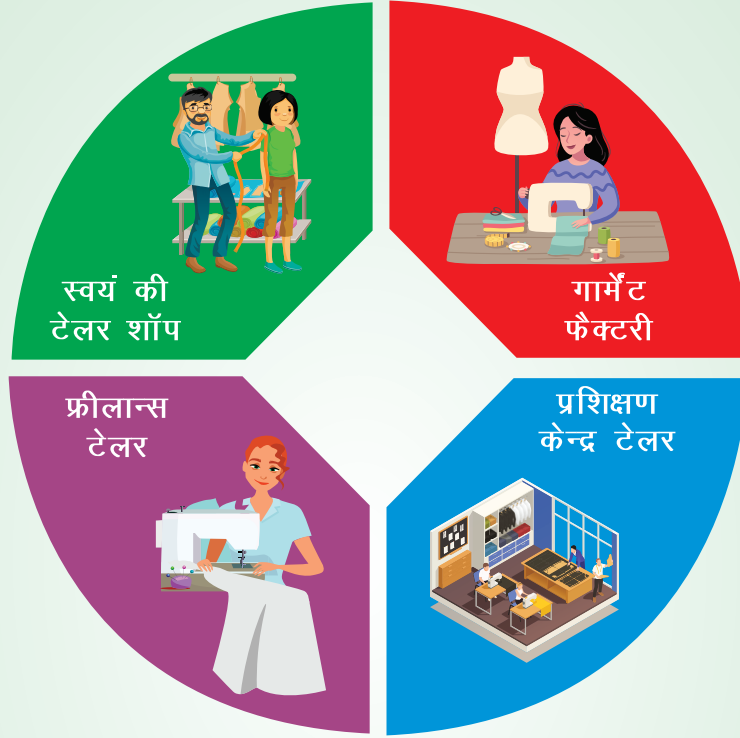 स्वयं की
टेलर शॉप
गार्मेंट
फैक्टरी
फ्रीलान्स
टेलर
प्रशिक्षण
केन्द्र टेलर